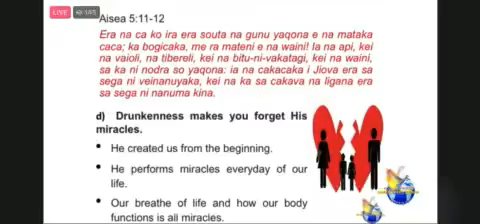 LIVE
Aisea 5:11-12
Era na ca ko ira era souta na gunu yaqona e na mataka
caca; ka bogicaka, me ra mateni e na waini! Ia na api, kei
na vaioli, na tibereli, kei na bitu-ni-vakatagi, kei na waini,
sa ka ni nodra so yaqona: ia na cakacaka i Jiova era sa
sega ni veinanuyaka, kei na ka sa cakava na ligana era
sa sega ni nanuma kina.
d) Drunkenness makes you forget His
miracles.
• He created us from the beginning.
• He performs miracles everyday of our
life.
• Our breathe of life and how our body
functions is all miracles.